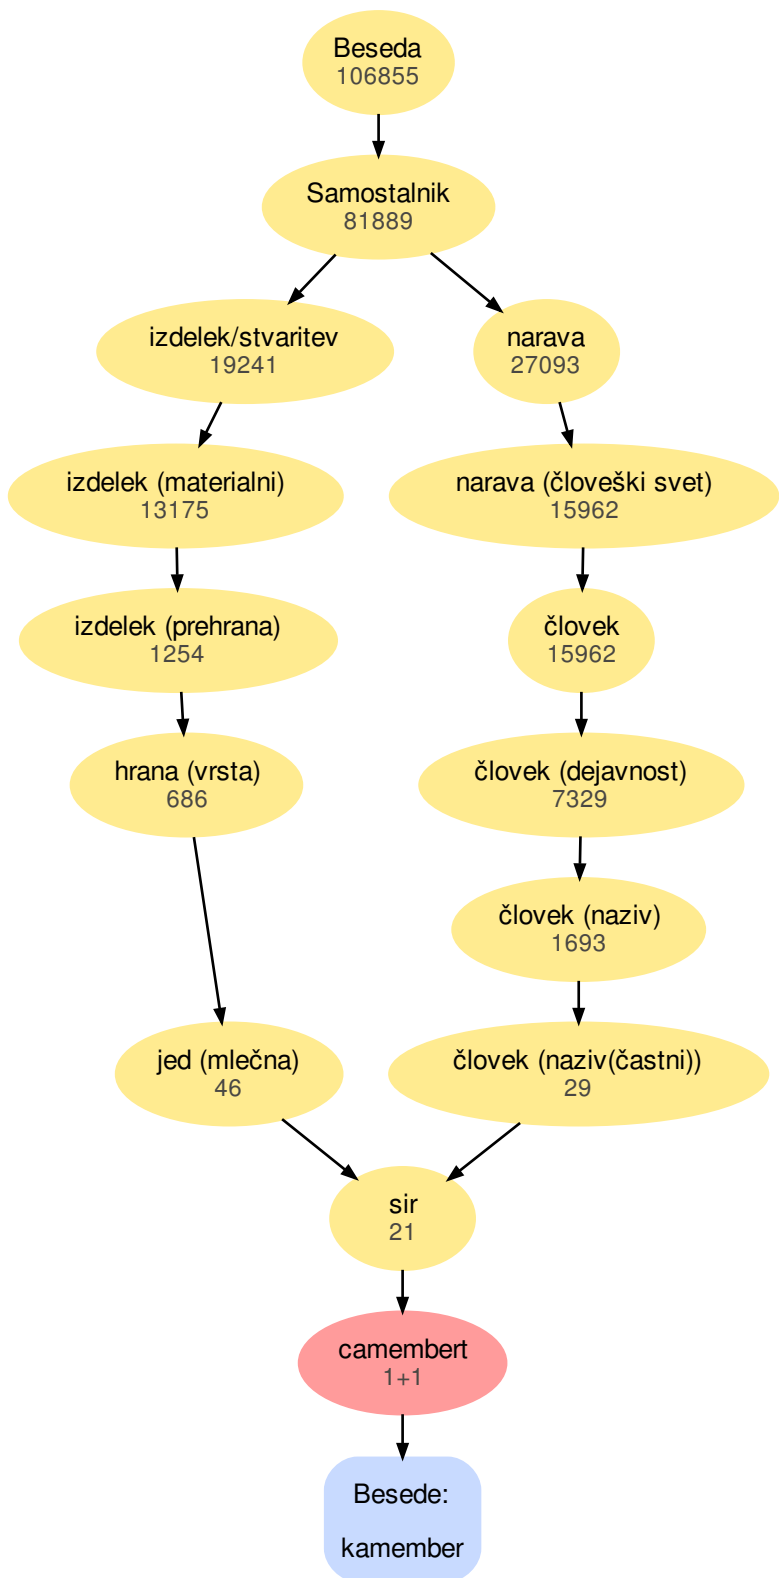 Beseda
106855
Samostalnik
81889
izdelek/stvaritev
19241
narava
27093
izdelek (materialni)
13175
narava (človeški svet)
15962
izdelek (prehrana)
1254
človek
15962
hrana (vrsta)
686
človek (dejavnost)
7329
človek (naziv)
1693
jed (mlečna)
46
človek (naziv(častni))
29
sir
21
camembert
1+1
Besede:
kamember